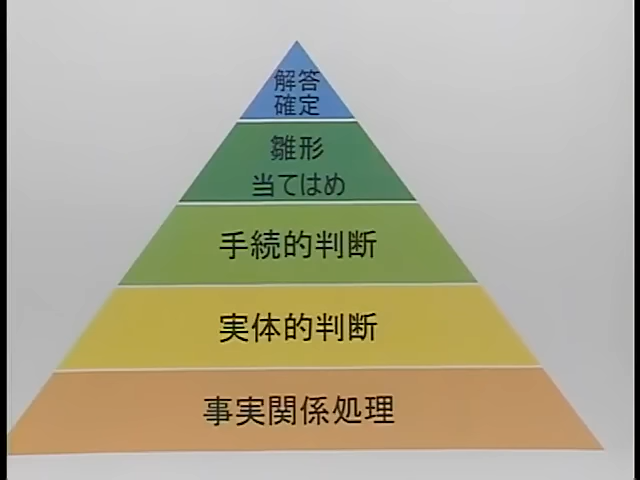 解答
確定
雛形
当てはめ
手続的判断
実体的判断
事実関係処理